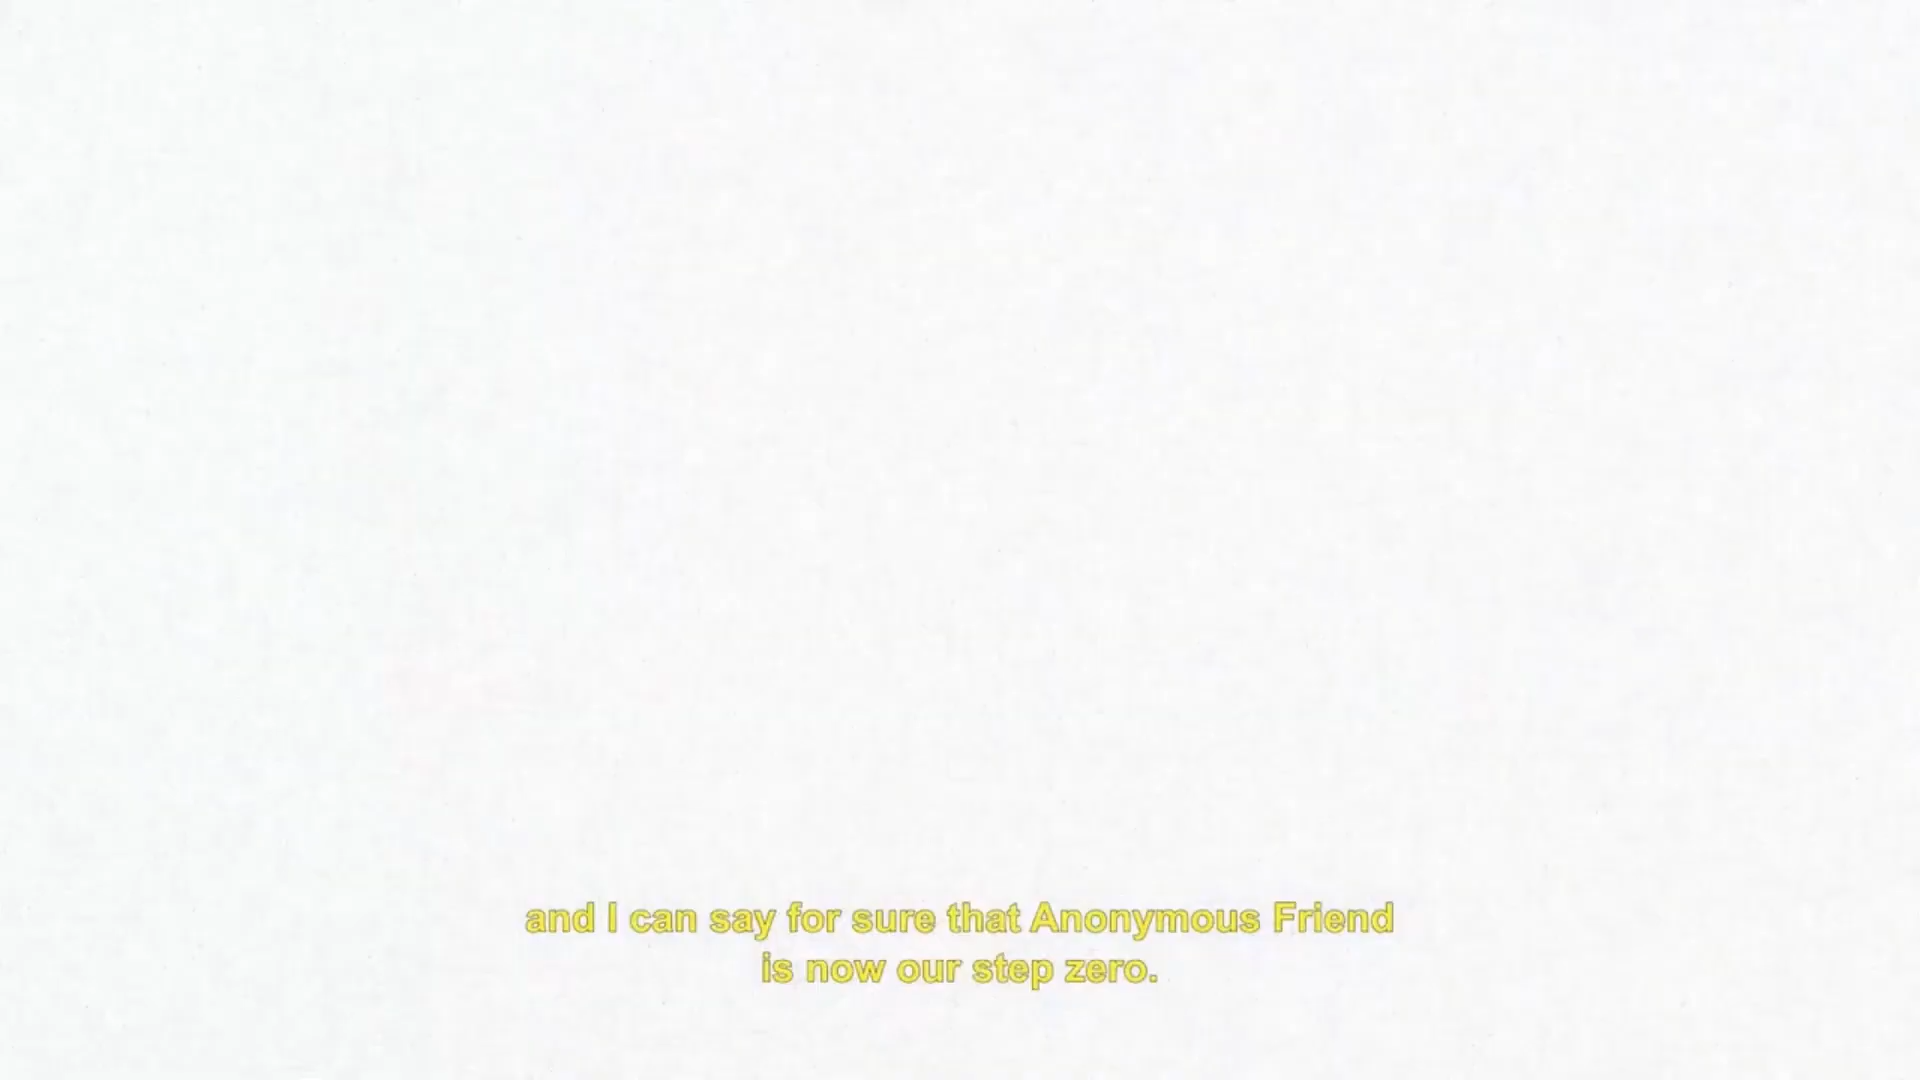 and I can say for sure that Anonymous Friend
is now our step zero.